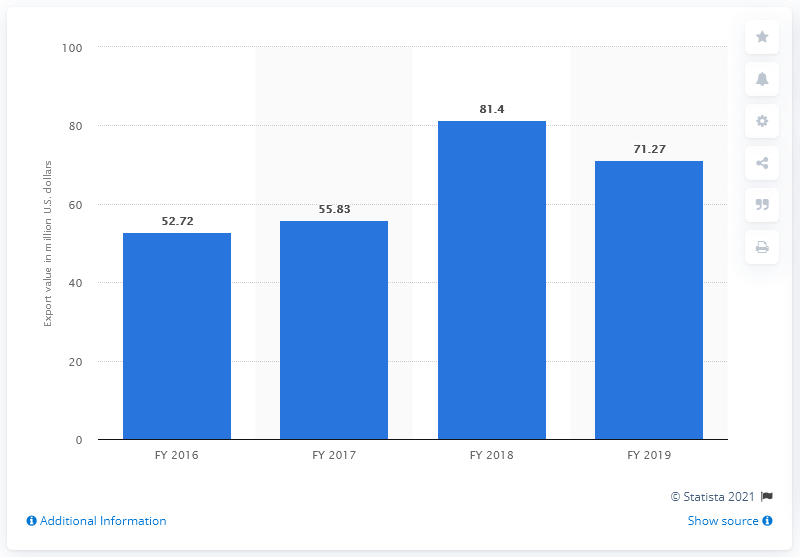 100
80
60
40
20
0
Export value in million U.S. dollars
52.72
55.83
81.4
71.27
FY 2016
FY 2017
FY 2018
FY 2019
© Statista 2021
Additional Information
Show source